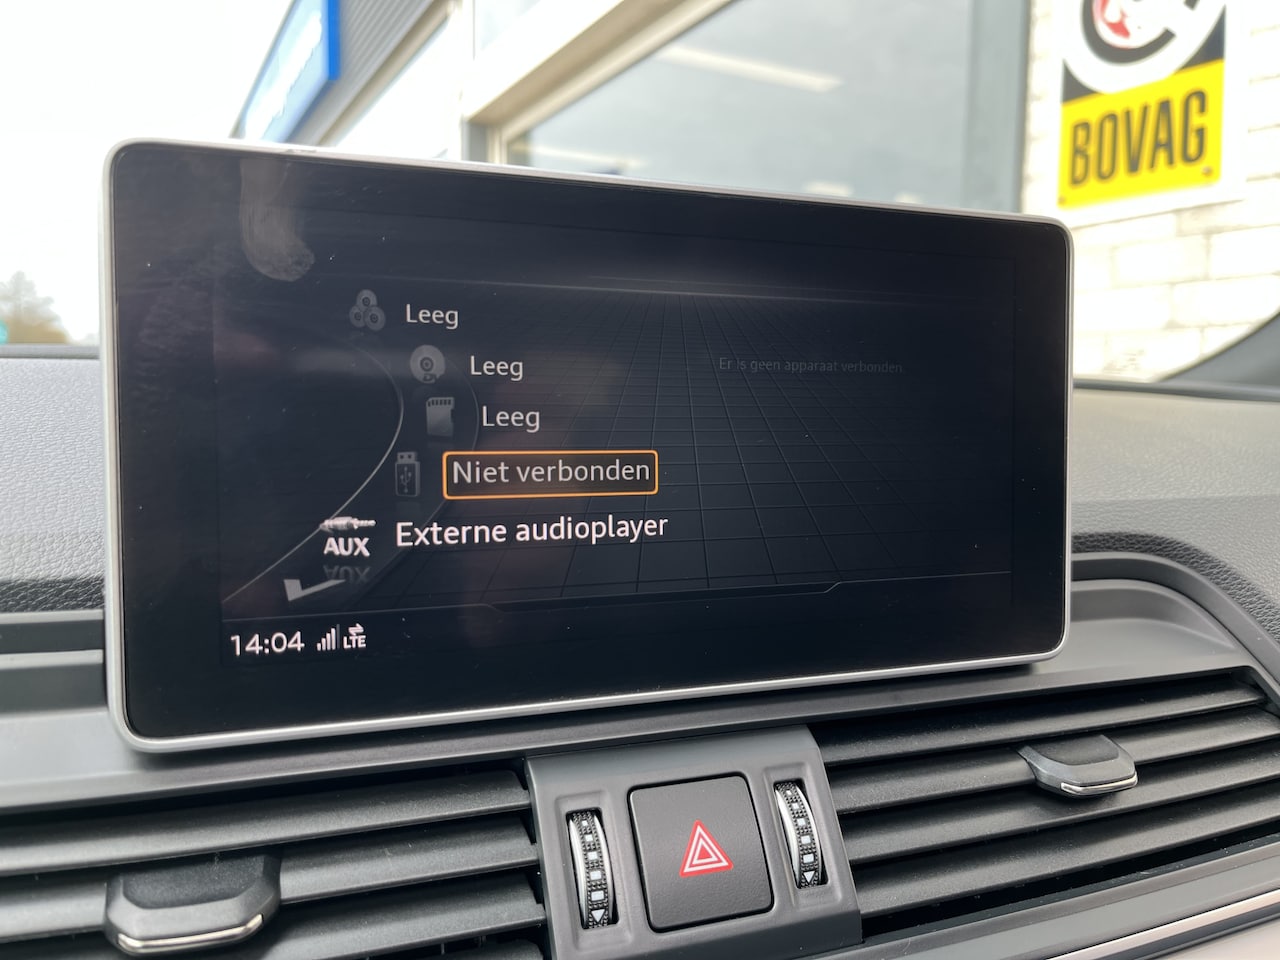 BOVAG
Leeg
Leeg
Er is geen apparaat verbonden.
Leeg
Niet verbonden
AUX
Externe audioplayer
14:04 LTE